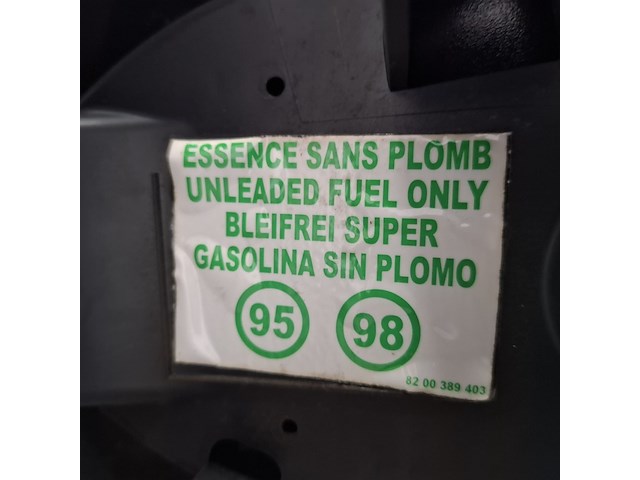 ESSENCE SANS PLOMB
UNLEADED FUEL ONLY
BLEIFREI SUPER
GASOLINA SIN PLOMO
95 98
82 00 389 403